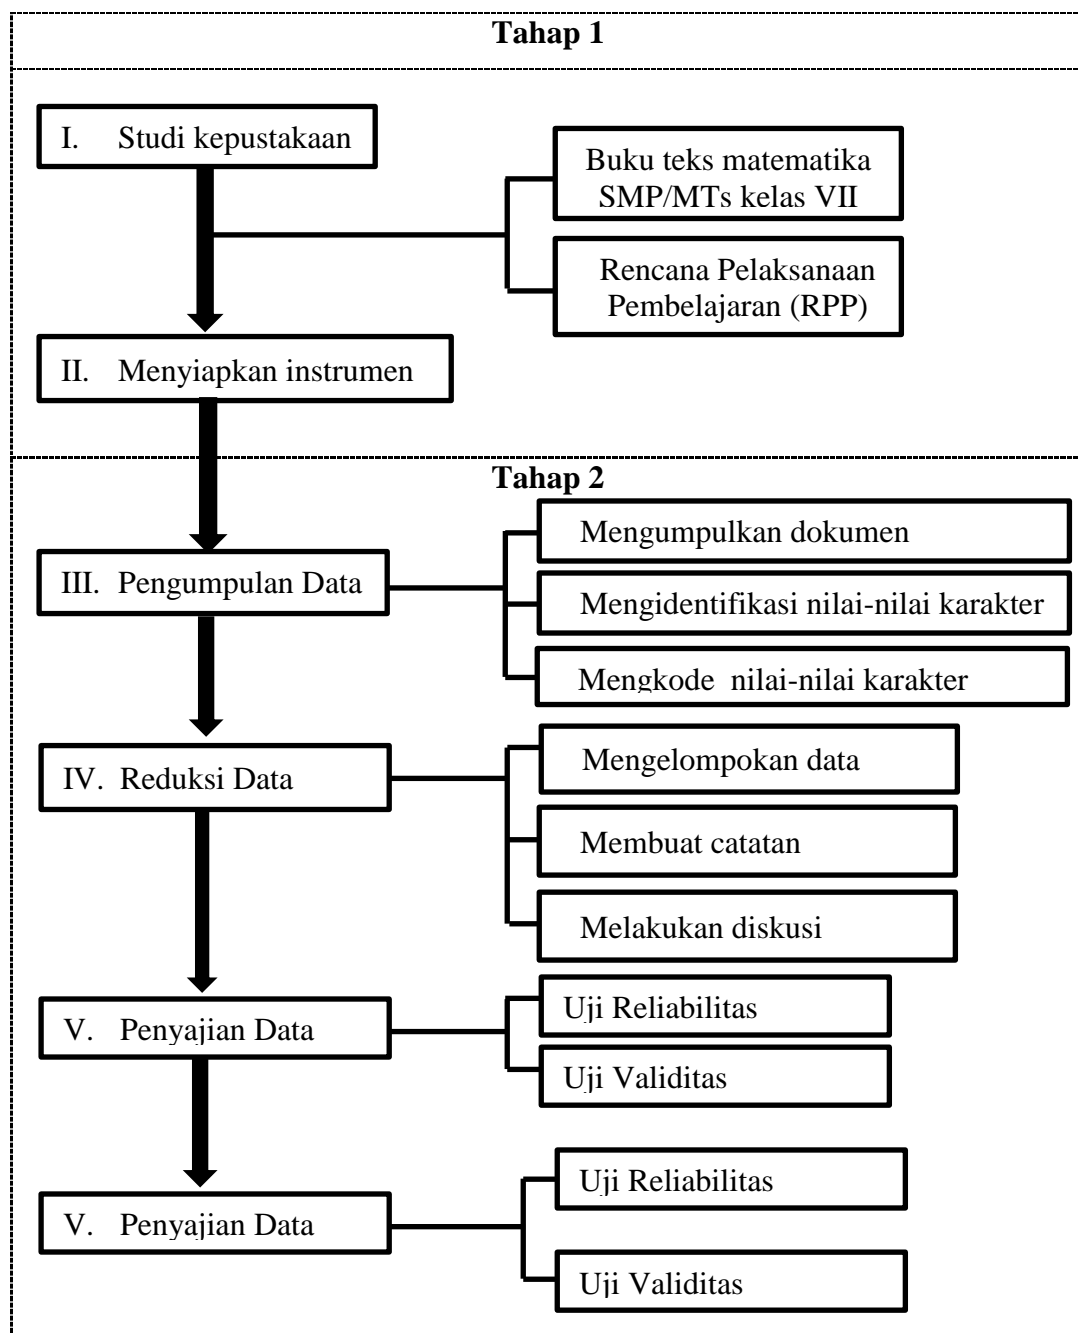 Tahap 1
I. Studi kepustakaan
Buku teks matematika
SMP/MTs kelas VII
Rencana Pelaksanaan
Pembelajaran (RPP)
II. Menyiapkan instrumen
Tahap 2
Mengumpulkan dokumen
III. Pengumpulan Data
Mengidentifikasi nilai-nilai karakter
Mengkode nilai-nilai karakter
IV. Reduksi Data
Mengelompokan data
Membuat catatan
Melakukan diskusi
V. Penyajian Data
Uji Reliabilitas
Uji Validitas
V. Penyajian Data
Uji Reliabilitas
Uji Validitas